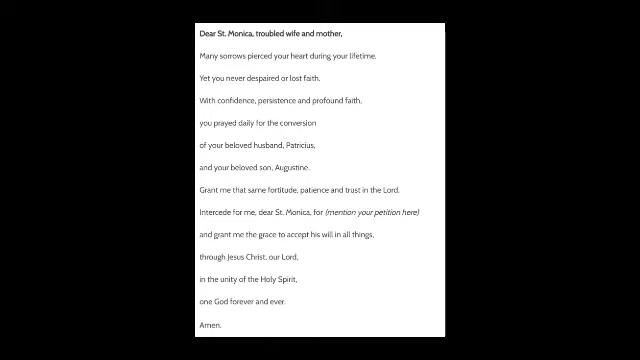 Dear St. Monica, troubled wife and mother,
Many sorrows pierced your heart during your lifetime.
Yet you never despaired or lost faith.
With confidence, persistence and profound faith,
you prayed daily for the conversion
of your beloved husband, Patricius,
and your beloved son, Augustine.
Grant me that same fortitude, patience and trust in the Lord.
Intercede for me, dear St. Monica, for (mention your petition here)
and grant me the grace to accept his will in all things,
through Jesus Christ, our Lord,
in the unity of the Holy Spirit,
one God forever and ever.
Amen.